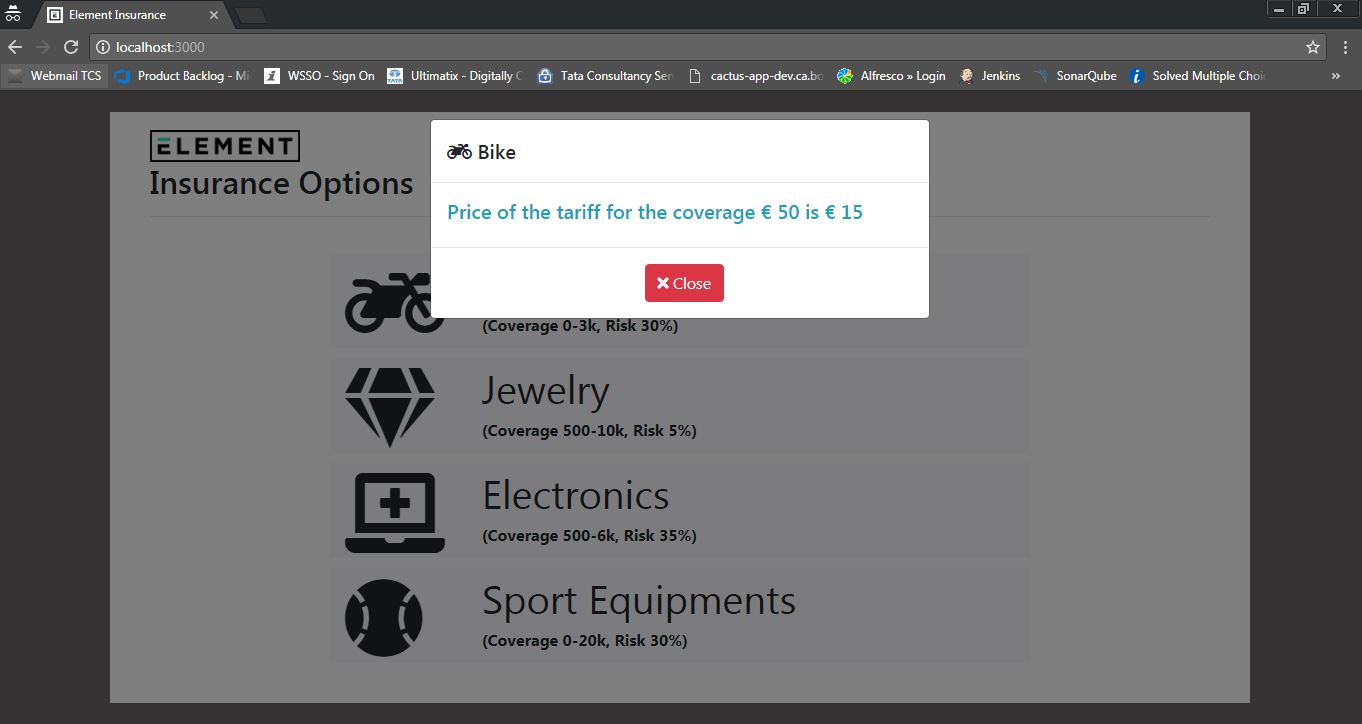 Element Insurance
localhost:3000
Webmail TCS Product Backlog - Mi WSSO - Sign On Ultimatix - Digitally C Tata Consultancy Ser cactus-app-dev.ca.bo Alfresco » Login Jenkins SonarQube Solved Multiple Choi »
ELEMENT
Insurance Options
Bike
Price of the tariff for the coverage € 50 is € 15
Close
(Coverage 0-3k, Risk 30%)
Jewelry
(Coverage 500-10k, Risk 5%)
Electronics
(Coverage 500-6k, Risk 35%)
Sport Equipments
(Coverage 0-20k, Risk 30%)